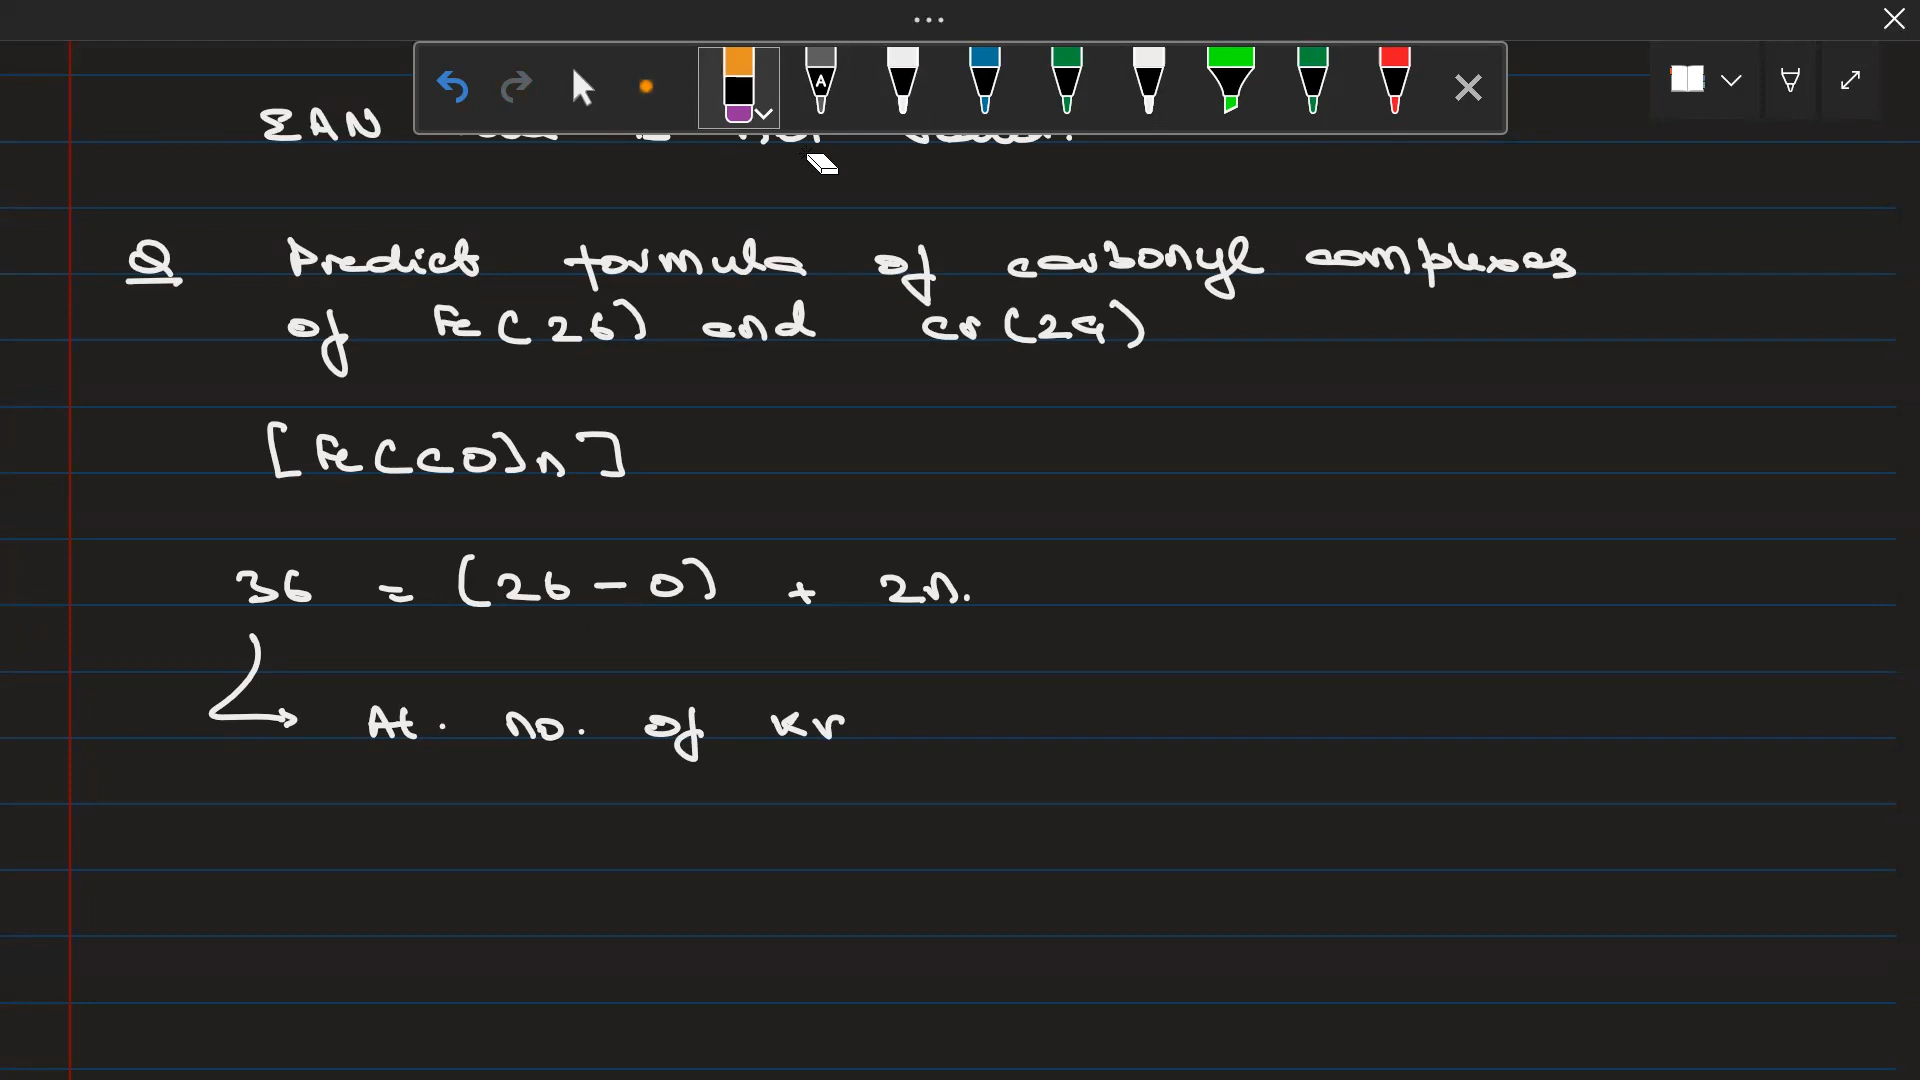 EAN
Q Predict formula of carbonyl complexes
of Fe(26) and Cr(24)
[Fe(CO)n]
36 = (26 - 0) + 2n.
At. no. of Kr